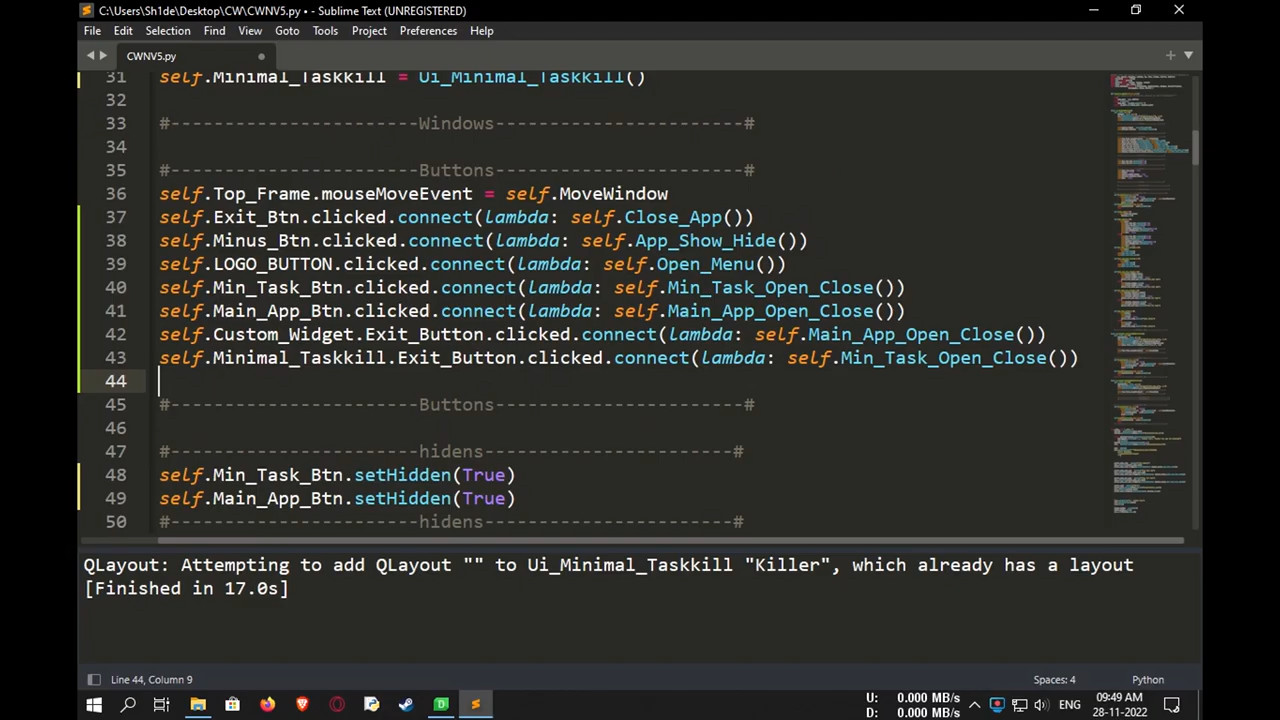 C:\Users\Sh1de\Desktop\CW\CWNV5.py • - Sublime Text (UNREGISTERED)
File Edit Selection Find View Goto Tools Project Preferences Help
CWNV5.py
31 self.Minimal_Taskkill = Ui_Minimal_Taskkill()
32
33 #-----------------------Windows-----------------------#
34
35 #-----------------------Buttons-----------------------#
36 self.Top_Frame.mouseMoveEvent = self.MoveWindow
37 self.Exit_Btn.clicked.connect(lambda: self.Close_App())
38 self.Minus_Btn.clicked.connect(lambda: self.App_Show_Hide())
39 self.LOGO_BUTTON.clicked.connect(lambda: self.Open_Menu())
40 self.Min_Task_Btn.clicked.connect(lambda: self.Min_Task_Open_Close())
41 self.Main_App_Btn.clicked.connect(lambda: self.Main_App_Open_Close())
42 self.Custom_Widget.Exit_Button.clicked.connect(lambda: self.Main_App_Open_Close())
43 self.Minimal_Taskkill.Exit_Button.clicked.connect(lambda: self.Min_Task_Open_Close())
44
45 #-----------------------Buttons-----------------------#
46
47 #-----------------------hidens-----------------------#
48 self.Min_Task_Btn.setHidden(True)
49 self.Main_App_Btn.setHidden(True)
50 #-----------------------hidens-----------------------#
QLayout: Attempting to add QLayout "" to Ui_Minimal_Taskkill "Killer", which already has a layout
[Finished in 17.0s]
Line 44, Column 9 Spaces: 4 Python
U: 0.000 MB/s
D: 0.000 MB/s
ENG
09:49 AM
28-11-2022